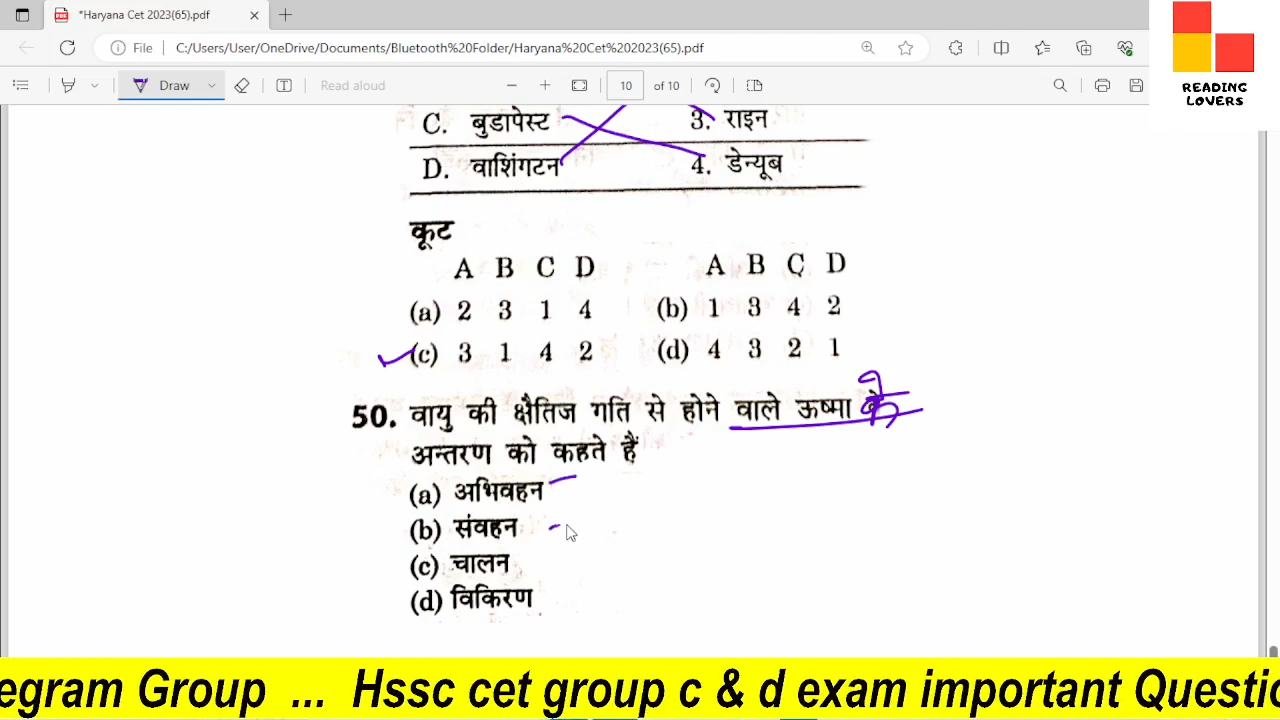 *Haryana Cet 2023(65).pdf
File C:/Users/User/OneDrive/Documents/Bluetooth%20Folder/Haryana%20Cet%202023(65).pdf
READING
LOVERS
Draw Read aloud 10 of 10
C. बुडापेस्ट 3. राइन
D. वाशिंगटन 4. डेन्यूब
कूट
A B C D A B C D
(a) 2 3 1 4 (b) 1 3 4 2
(c) 3 1 4 2 (d) 4 3 2 1
50. वायु की क्षैतिज गति से होने वाले ऊष्मा के
अन्तरण को कहते हैं
(a) अभिवहन
(b) संवहन
(c) चालन
(d) विकिरण
egram Group ... Hssc cet group c & d exam important Questio